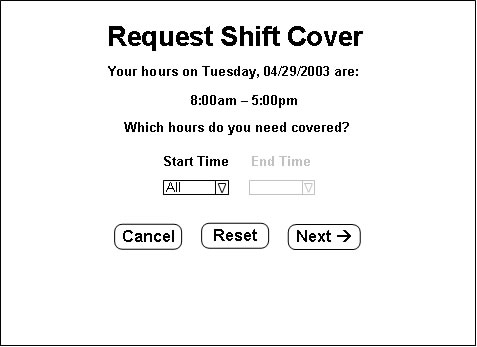 Request Shift Cover
Your hours on Tuesday, 04/29/2003 are:
8:00am – 5:00pm
Which hours do you need covered?
Start Time End Time
All
Cancel Reset Next →